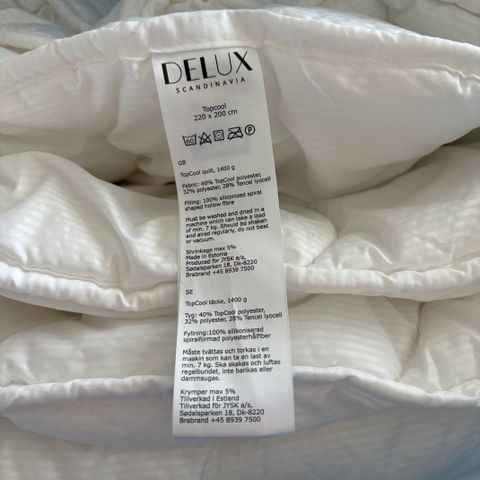 DELUX
SCANDINAVIA
Topcool
220 x 200 cm
60 P
GB
TopCool quilt, 1400 g
Fabric: 40% TopCool polyester,
32% polyester, 28% Tencel lyocell
Filling: 100% siliconized spiral
shaped hollow fibre
Must be washed and dried in a
machine which can take a load
of min. 7 kg. Should be shaken
and aired regularly, do not beat
or vacuum.
Shrinkage max 5%
Made in Estonia
Produced for JYSK a/s,
Sødalsparken 18, Dk-8220
Brabrand +45 8939 7500
SE
TopCool täcke, 1400 g
Tyg: 40% TopCool polyester,
32% polyester, 28% Tencel lyocell
Fyllning:100% silikoniserad
spiralformad polyesterhålfiber
Måste tvättas och torkas i en
maskin som kan ta en last av
min. 7 kg. Ska skakas och luftas
regelbundet, inte bankas eller
dammsugas.
Krymper max 5%
Tillverkad i Estland
Tillverkad för JYSK a/s,
Sødalsparken 18, Dk-8220
Brabrand +45 8939 7500